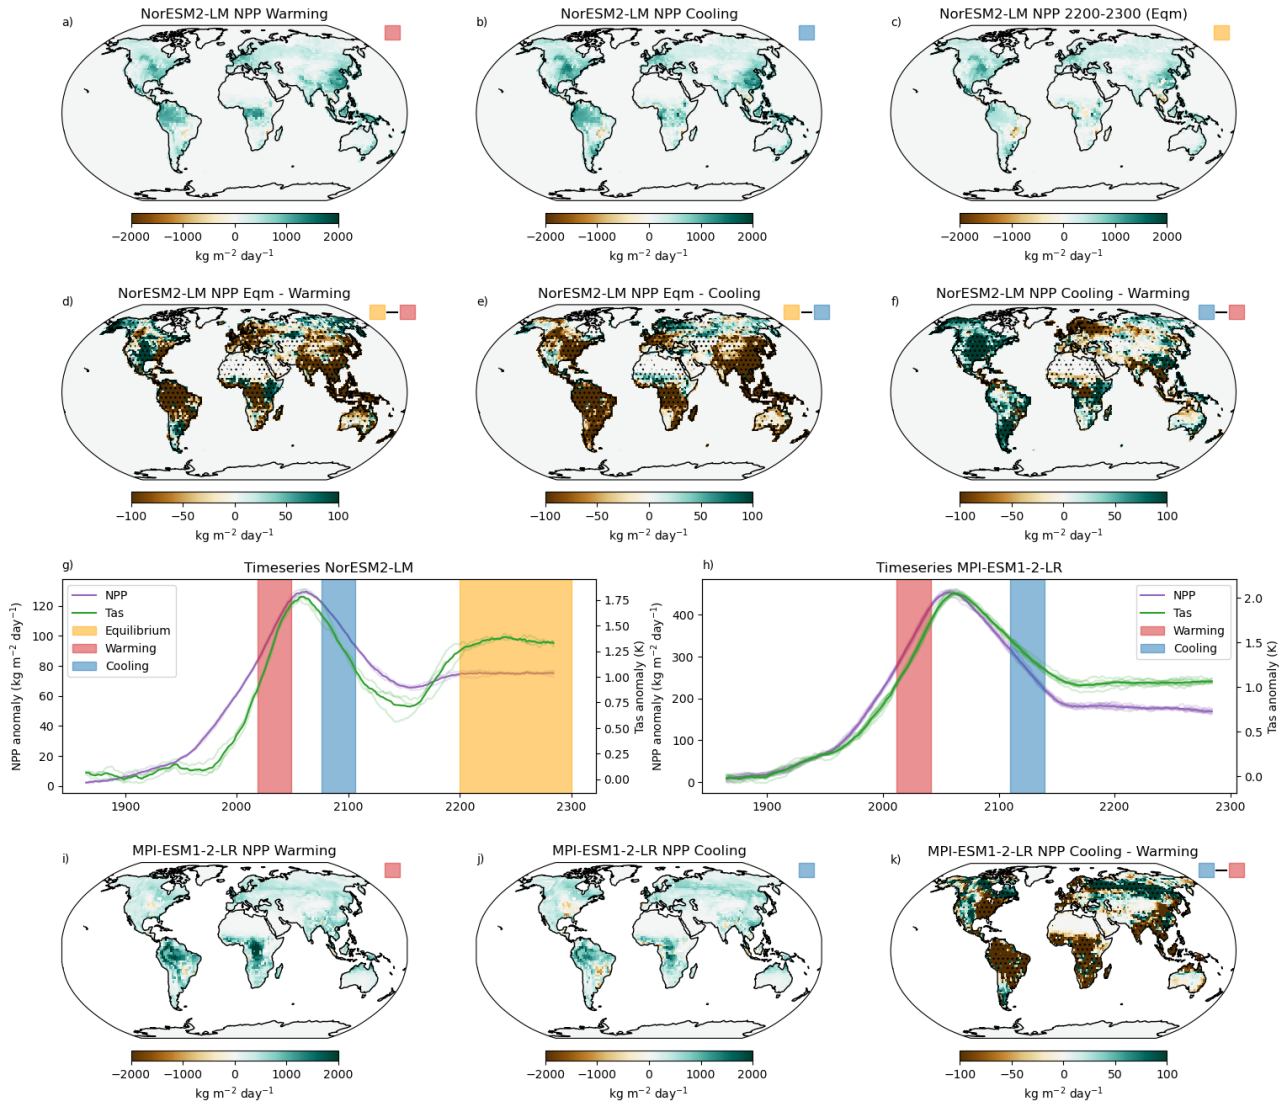 a) NorESM2-LM NPP Warming
b) NorESM2-LM NPP Cooling
c) NorESM2-LM NPP 2200-2300 (Eqm)
−2000 −1000 0 1000 2000
kg m⁻² day⁻¹
−2000 −1000 0 1000 2000
kg m⁻² day⁻¹
−2000 −1000 0 1000 2000
kg m⁻² day⁻¹
d) NorESM2-LM NPP Eqm - Warming
e) NorESM2-LM NPP Eqm - Cooling
f) NorESM2-LM NPP Cooling - Warming
−100 −50 0 50 100
kg m⁻² day⁻¹
−100 −50 0 50 100
kg m⁻² day⁻¹
−100 −50 0 50 100
kg m⁻² day⁻¹
g) Timeseries NorESM2-LM
NPP anomaly (kg m⁻² day⁻¹)
120
100
80
60
40
20
0
NPP
Tas
Equilibrium
Warming
Cooling
1.75
1.50
1.25
1.00
0.75
0.50
0.25
0.00
Tas anomaly (K)
1900 2000 2100 2200 2300
h) Timeseries MPI-ESM1-2-LR
NPP anomaly (kg m⁻² day⁻¹)
400
300
200
100
0
NPP
Tas
Warming
Cooling
2.0
1.5
1.0
0.5
0.0
Tas anomaly (K)
1900 2000 2100 2200 2300
i) MPI-ESM1-2-LR NPP Warming
j) MPI-ESM1-2-LR NPP Cooling
k) MPI-ESM1-2-LR NPP Cooling - Warming
−2000 −1000 0 1000 2000
kg m⁻² day⁻¹
−2000 −1000 0 1000 2000
kg m⁻² day⁻¹
−100 −50 0 50 100
kg m⁻² day⁻¹